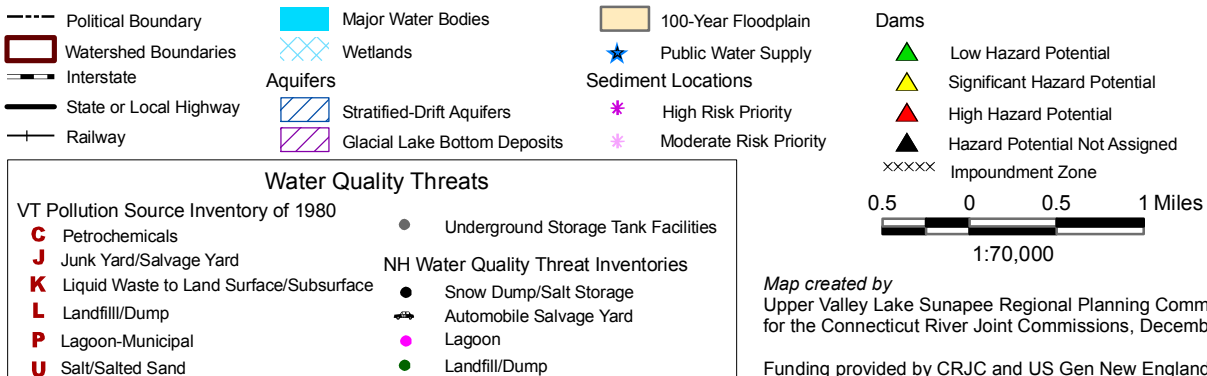 Political Boundary
Watershed Boundaries
Interstate
State or Local Highway
Railway
Major Water Bodies
Wetlands
Aquifers
Stratified-Drift Aquifers
Glacial Lake Bottom Deposits
100-Year Floodplain
Public Water Supply
Sediment Locations
High Risk Priority
Moderate Risk Priority
Dams
Low Hazard Potential
Significant Hazard Potential
High Hazard Potential
Hazard Potential Not Assigned
Impoundment Zone
0.5 0 0.5 1 Miles
1:70,000
Water Quality Threats
VT Pollution Source Inventory of 1980
C Petrochemicals
J Junk Yard/Salvage Yard
K Liquid Waste to Land Surface/Subsurface
L Landfilll/Dump
P Lagoon-Municipal
U Salt/Salted Sand
Underground Storage Tank Facilities
NH Water Quality Threat Inventories
Snow Dump/Salt Storage
Automobile Salvage Yard
Lagoon
Landfill/Dump
Map created by
Upper Valley Lake Sunapee Regional Planning Comm
for the Connecticut River Joint Commissions, Decemb
Funding provided by CRJC and US Gen New England